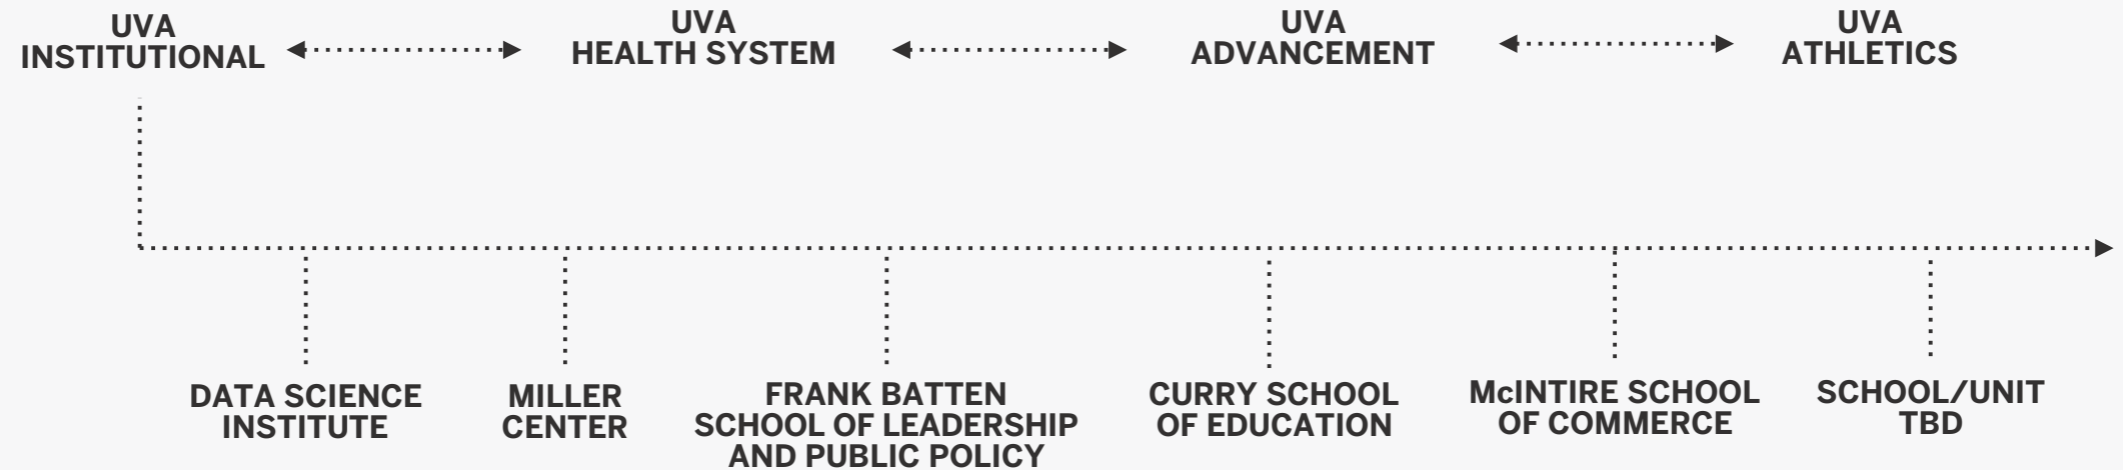 UVA
INSTITUTIONAL
UVA
HEALTH SYSTEM
UVA
ADVANCEMENT
UVA
ATHLETICS
DATA SCIENCE
INSTITUTE
MILLER
CENTER
FRANK BATTEN
SCHOOL OF LEADERSHIP
AND PUBLIC POLICY
CURRY SCHOOL
OF EDUCATION
McINTIRE SCHOOL
OF COMMERCE
SCHOOL/UNIT
TBD